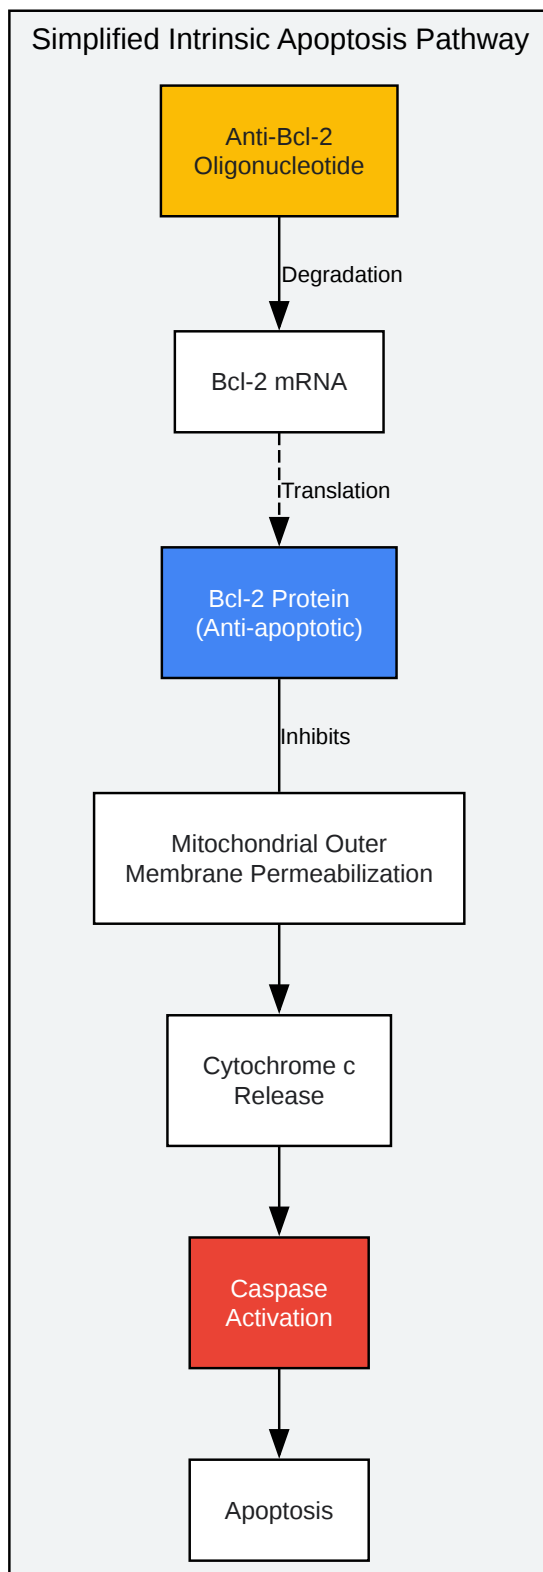 Simplified Intrinsic Apoptosis Pathway
Anti-Bcl-2
Oligonucleotide
Degradation
Bcl-2 mRNA
Translation
Bcl-2 Protein
(Anti-apoptotic)
Inhibits
Mitochondrial Outer
Membrane Permeabilization
Cytochrome c
Release
Caspase
Activation
Apoptosis